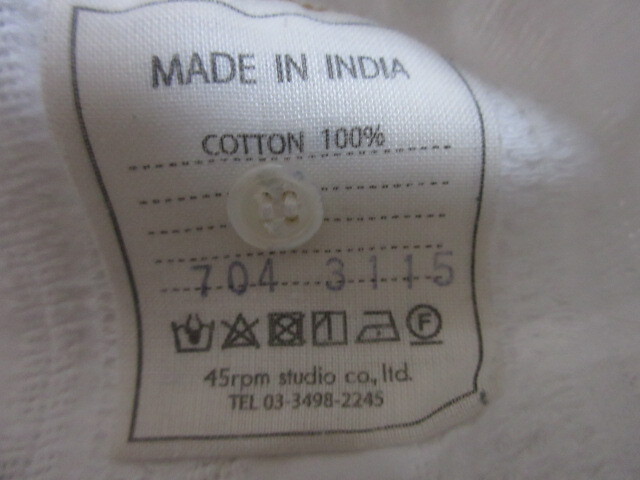 MADE IN INDIA
COTTON 100%
704 3115
F
45rpm studio co., ltd.
TEL 03-3498-2245